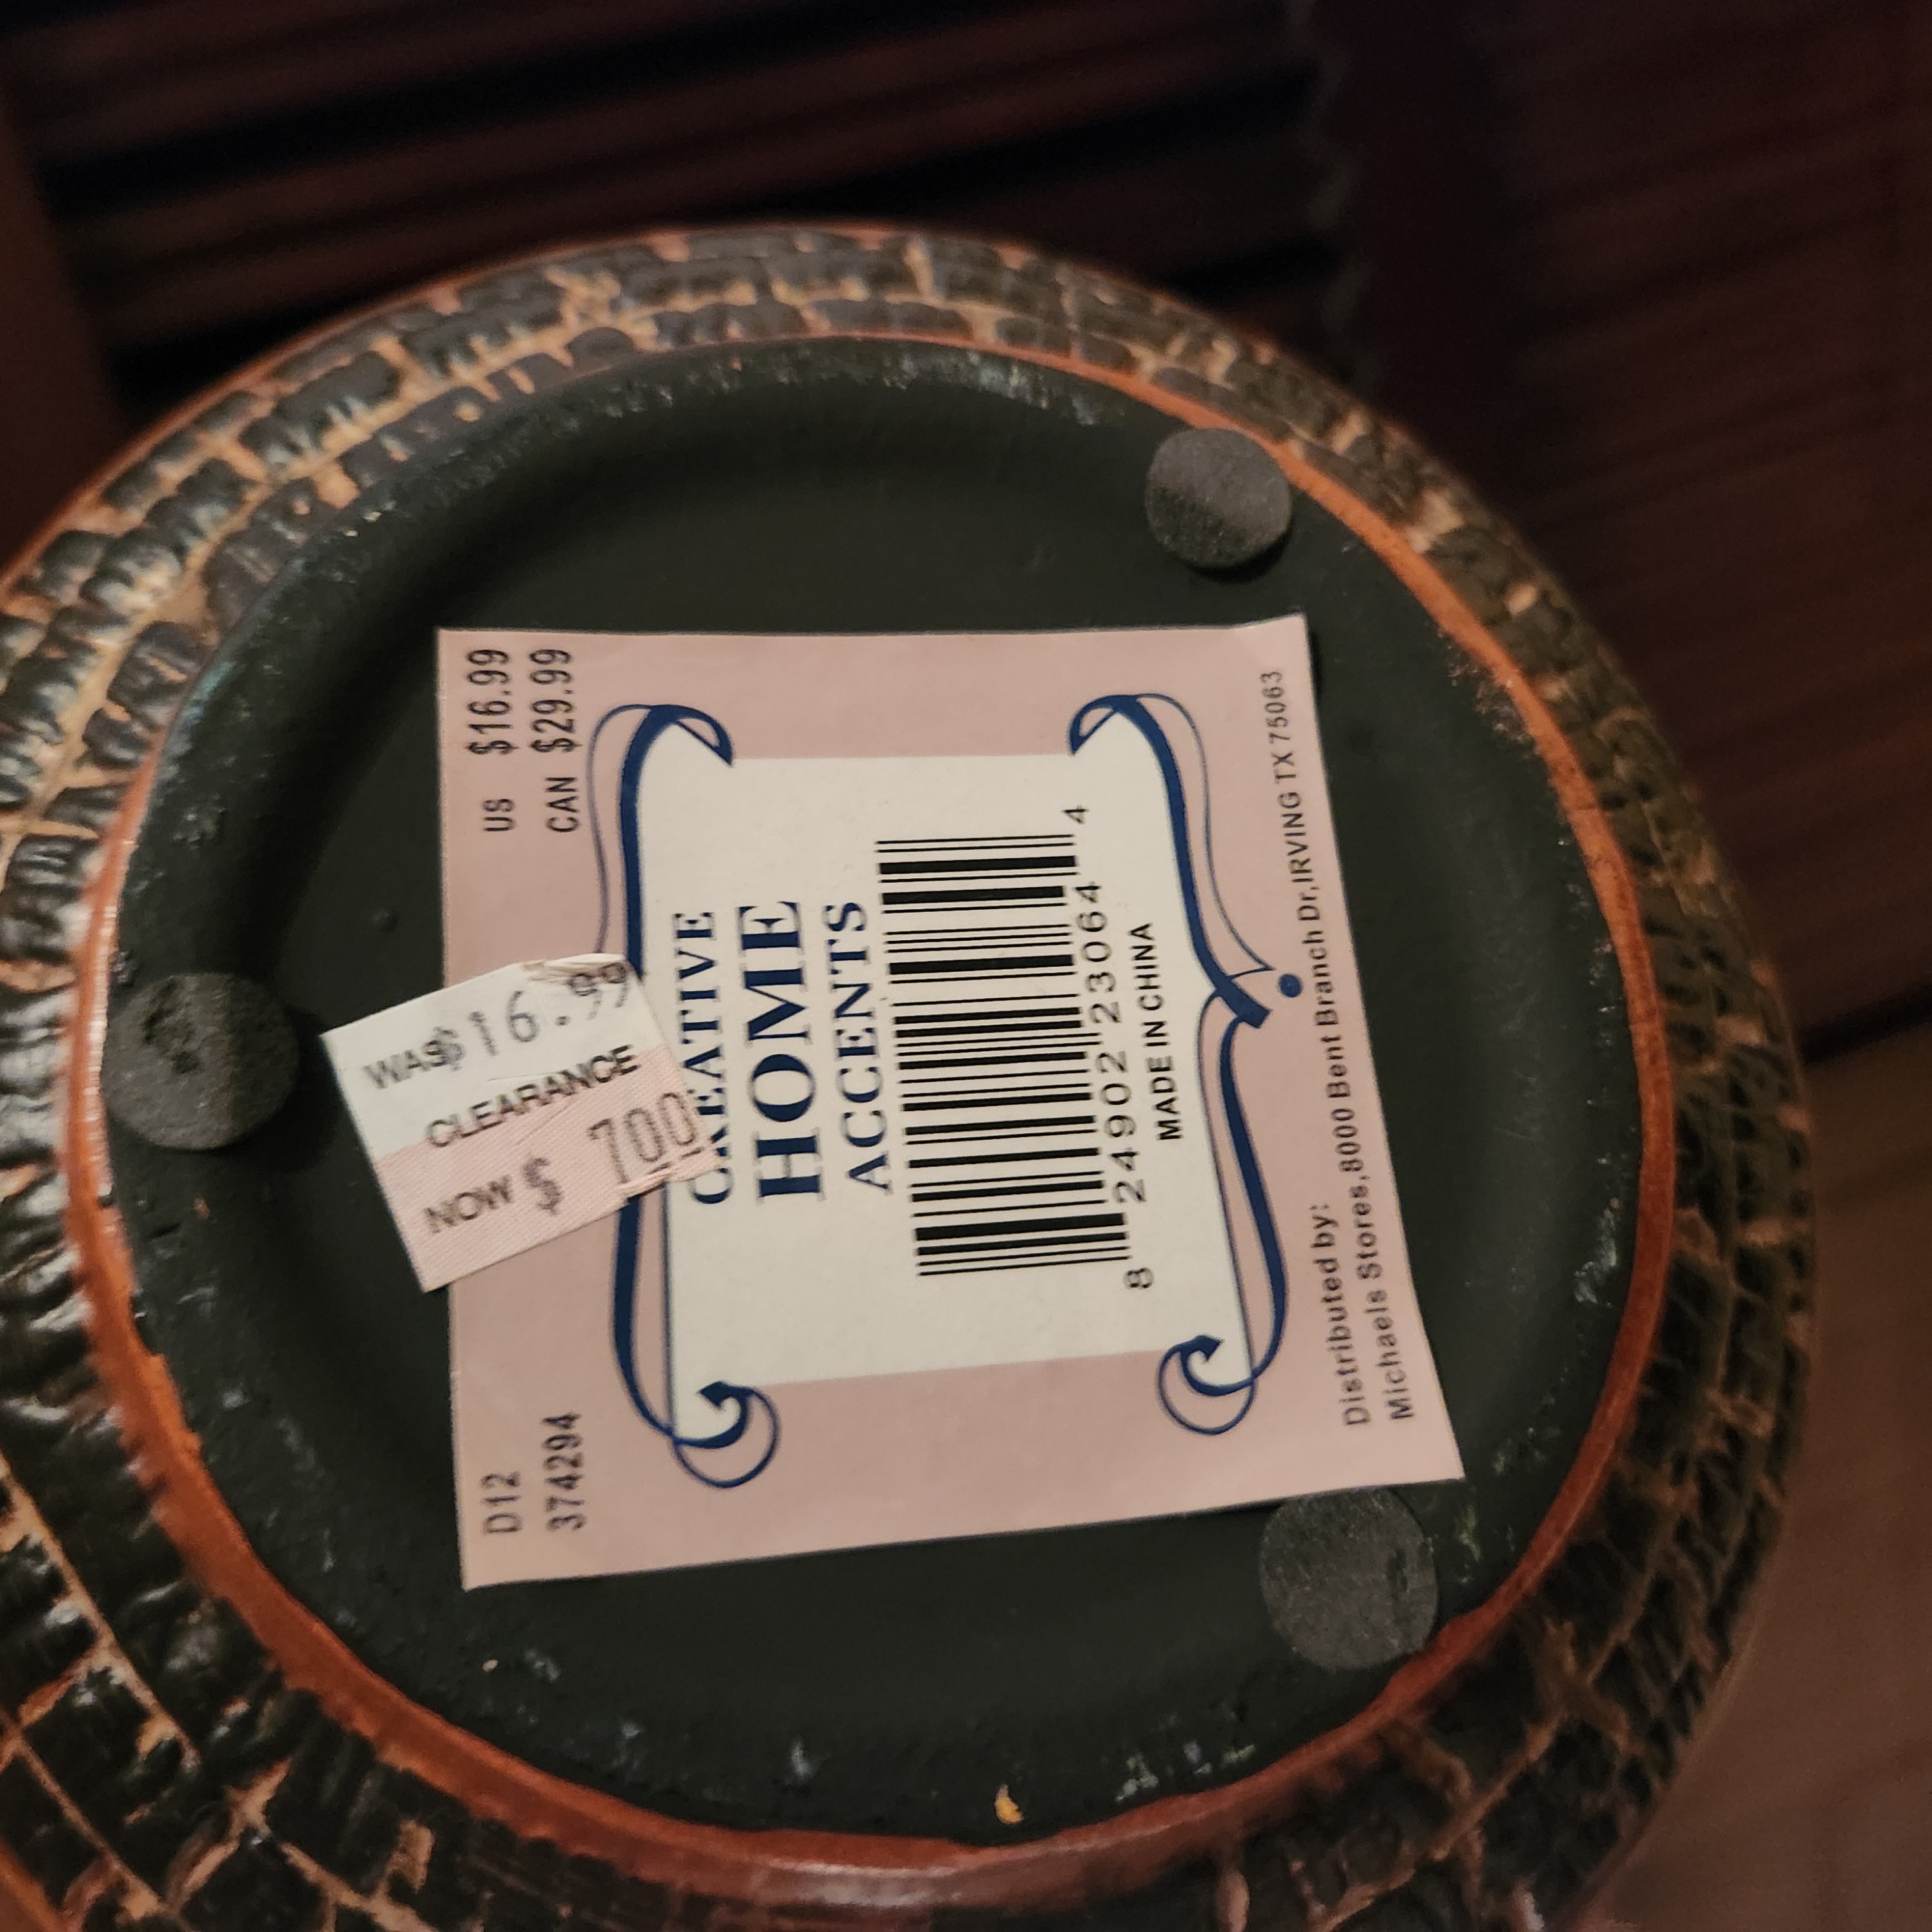 D12 US $16.99
374294 CAN $29.99
WAS $16.99
CLEARANCE
NOW $ 700
CREATIVE
HOME
ACCENTS
8 24902 23064 4
MADE IN CHINA
Distributed by:
Michaels Stores,8000 Bent Branch Dr,IRVING TX 75063